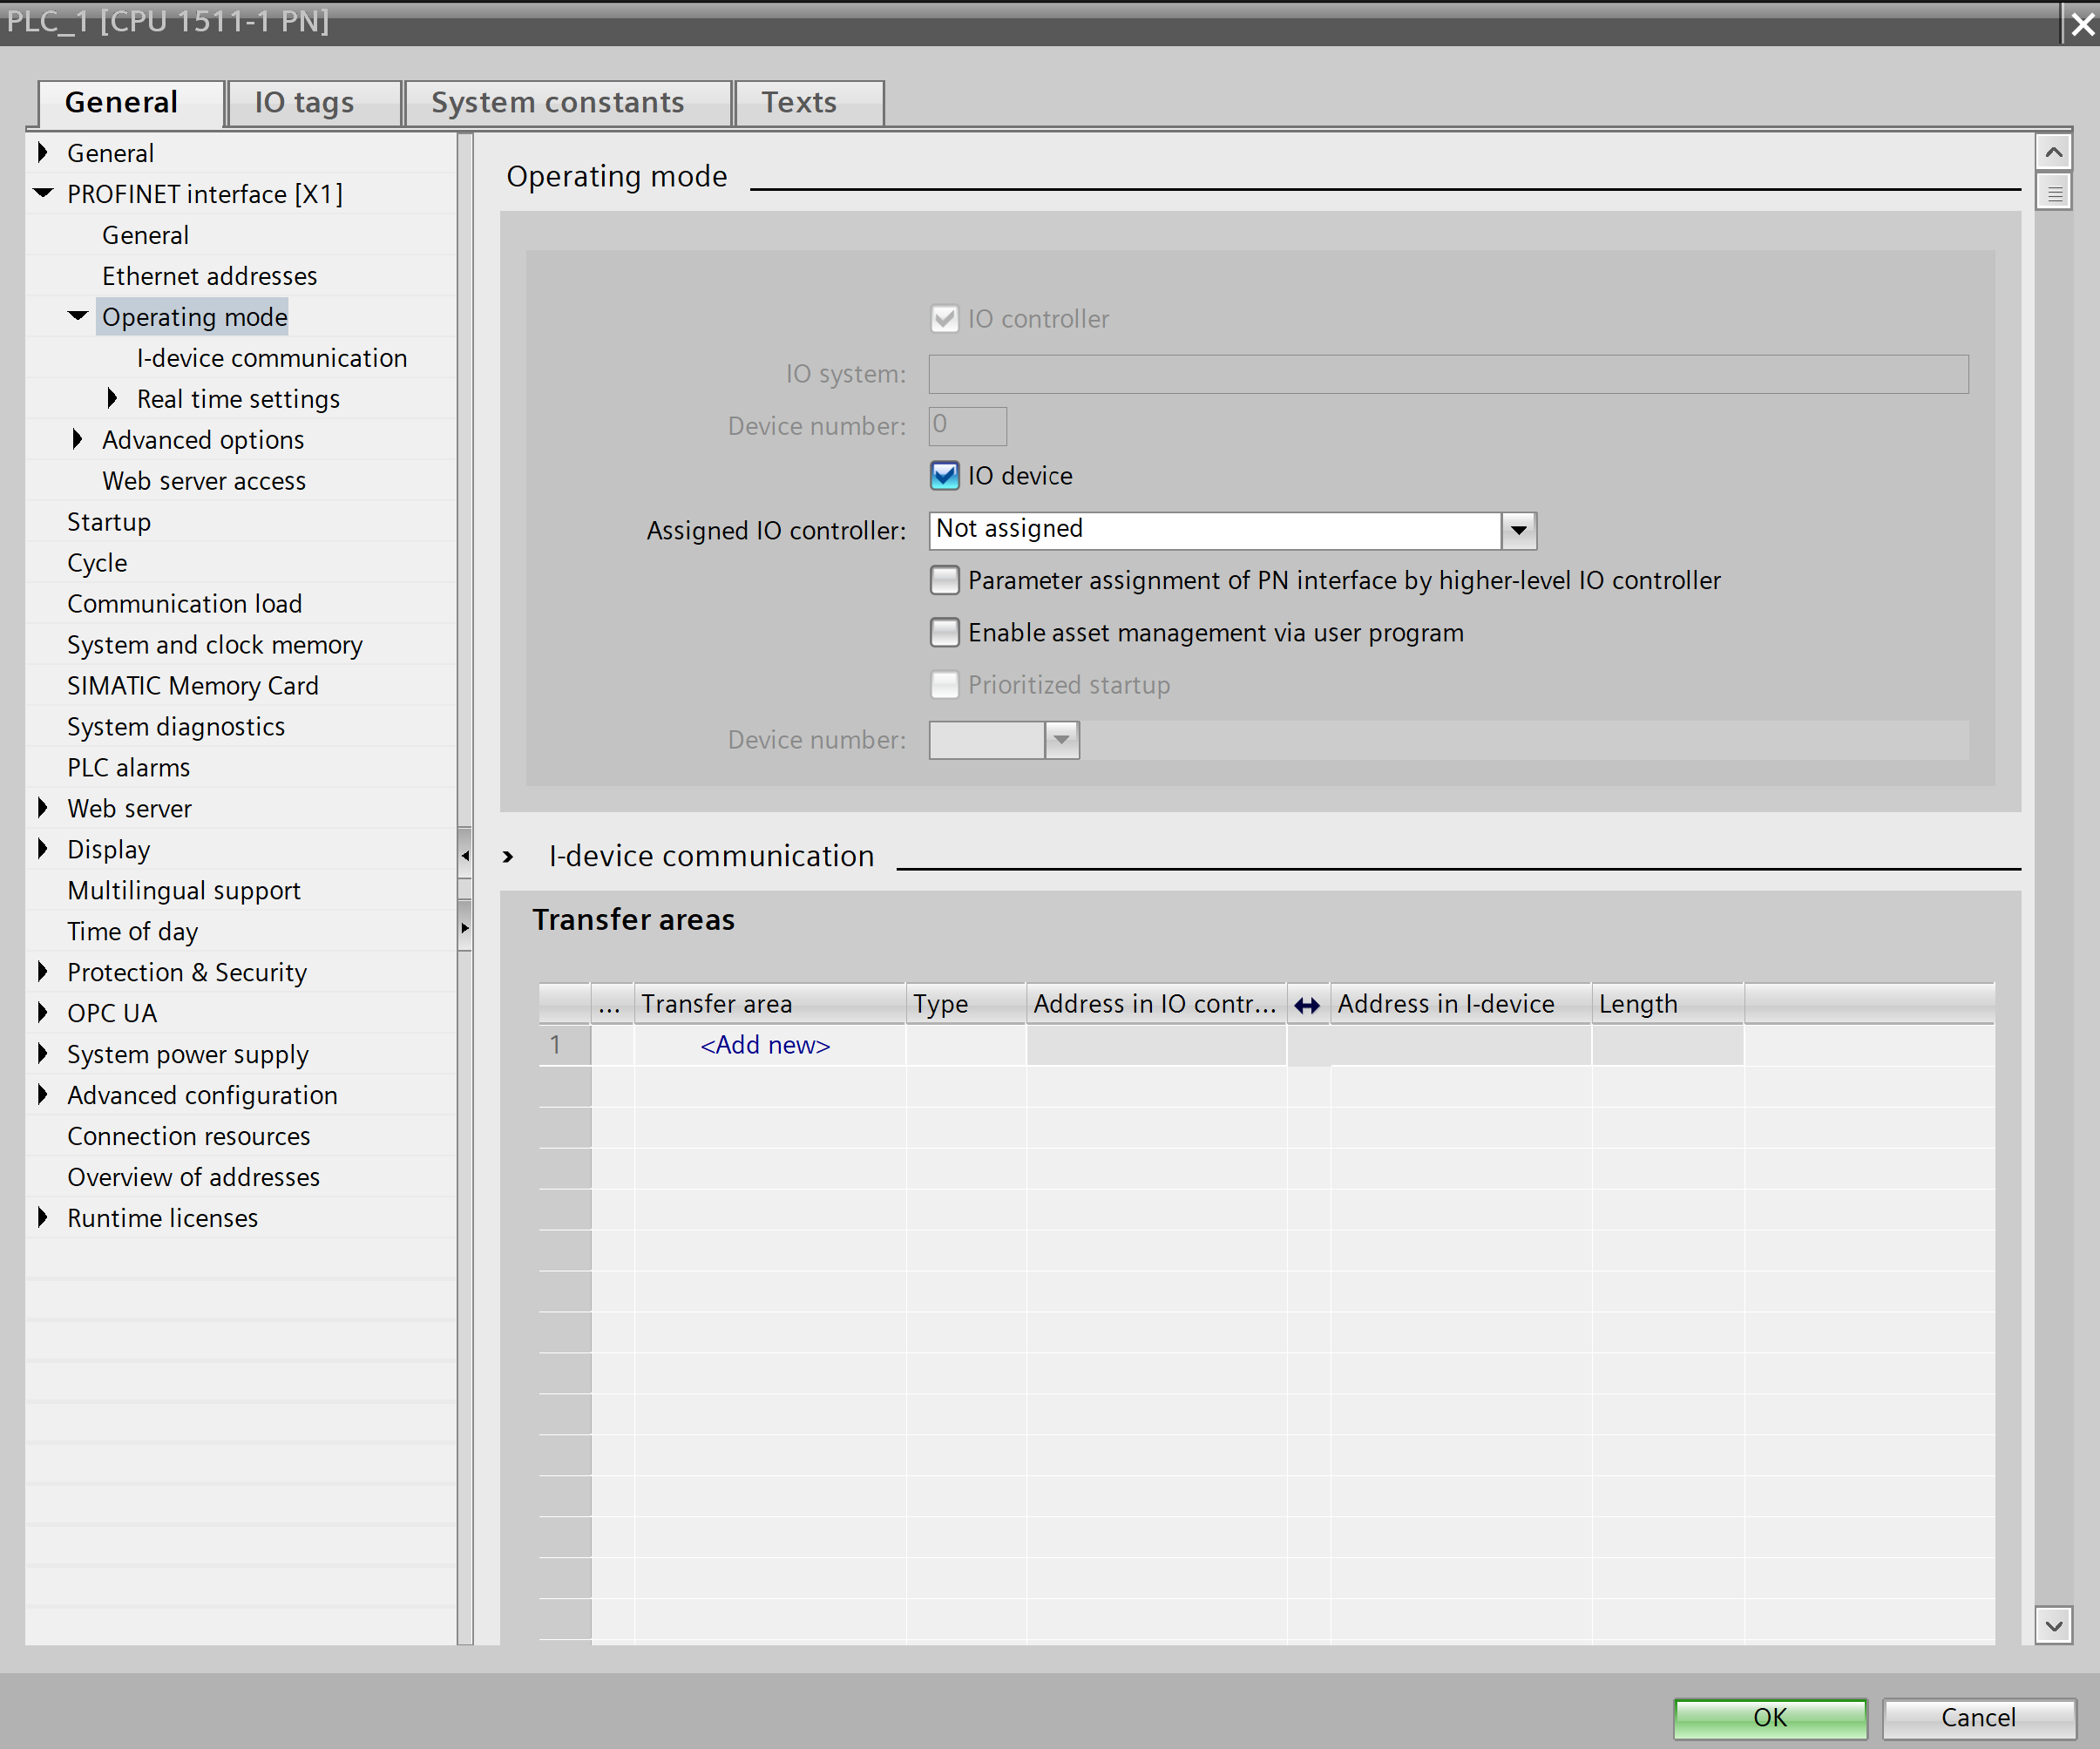 PLC_1 [CPU 1511-1 PN]
General
IO tags
System constants
Texts
General
PROFINET interface [X1]
General
Ethernet addresses
Operating mode
I-device communication
Real time settings
Advanced options
Web server access
Startup
Cycle
Communication load
System and clock memory
SIMATIC Memory Card
System diagnostics
PLC alarms
Web server
Display
Multilingual support
Time of day
Protection & Security
OPC UA
System power supply
Advanced configuration
Connection resources
Overview of addresses
Runtime licenses
Operating mode
IO controller
IO system:
Device number: 0
IO device
Assigned IO controller: Not assigned
Parameter assignment of PN interface by higher-level IO controller
Enable asset management via user program
Prioritized startup
Device number:
I-device communication
Transfer areas
... Transfer area Type Address in IO contr... Address in I-device Length
1 <Add new>
OK Cancel